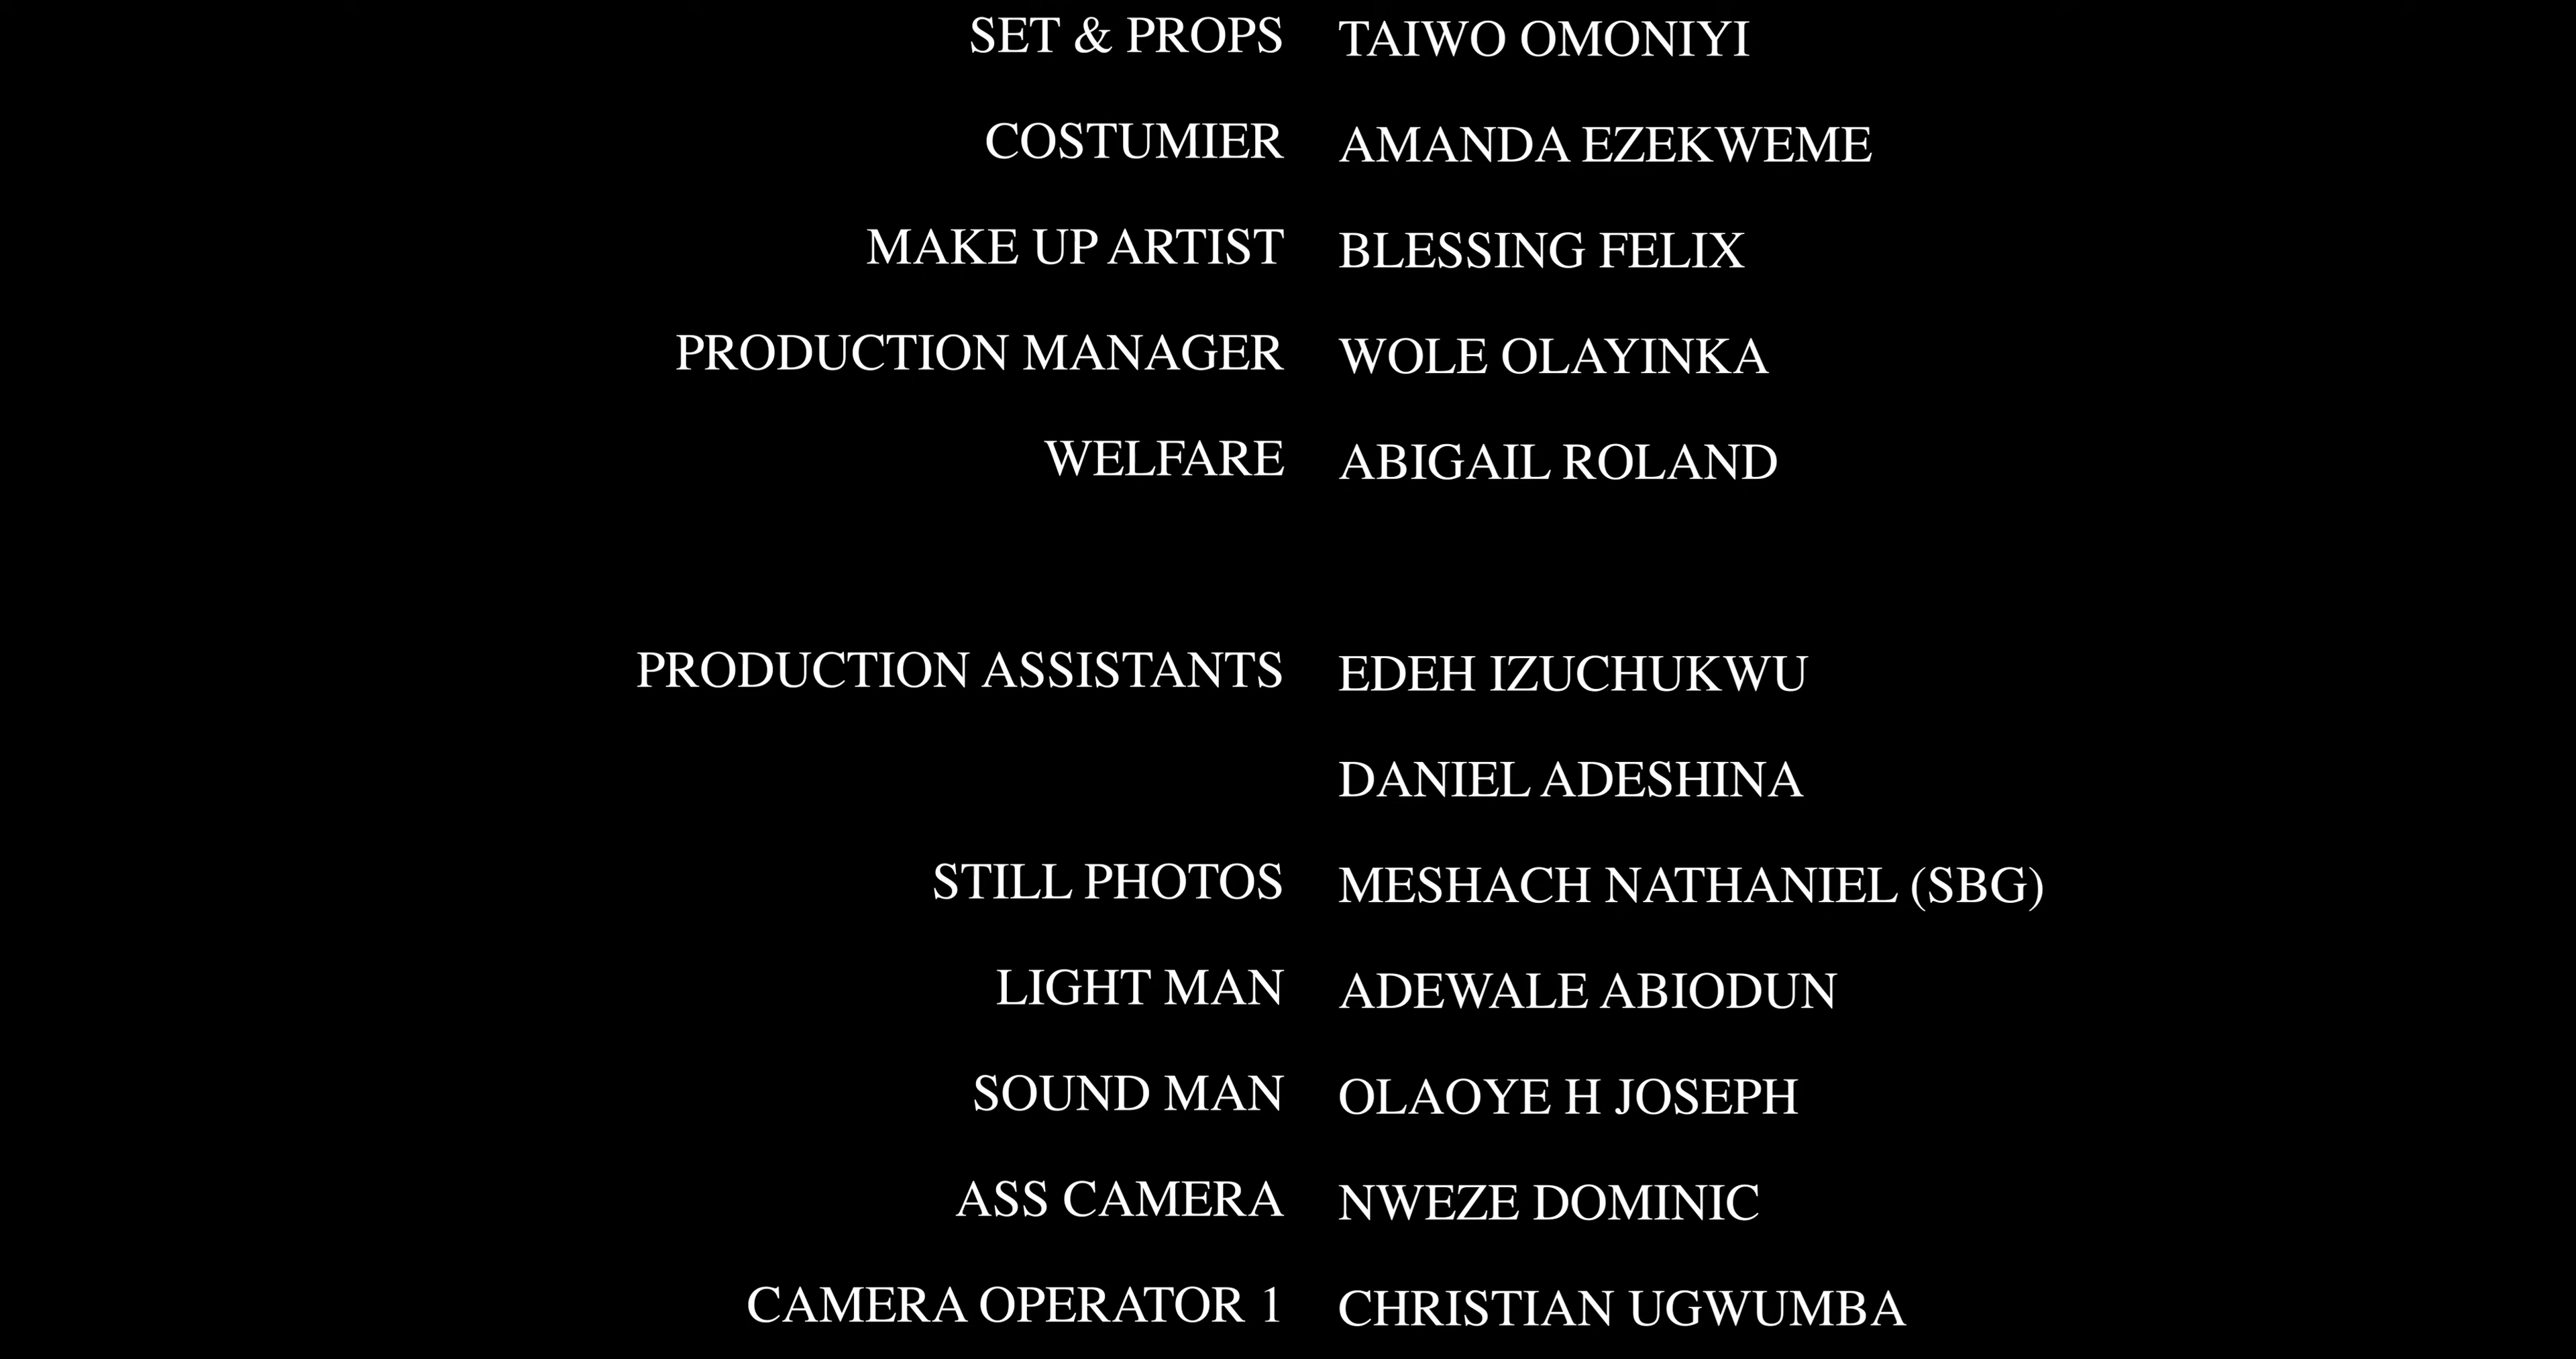 SET & PROPS TAIWO OMONIYI
COSTUMIER AMANDA EZEKWEME
MAKE UP ARTIST BLESSING FELIX
PRODUCTION MANAGER WOLE OLAYINKA
WELFARE ABIGAIL ROLAND
PRODUCTION ASSISTANTS EDEH IZUCHUKWU
DANIEL ADESHINA
STILL PHOTOS MESHACH NATHANIEL (SBG)
LIGHT MAN ADEWALE ABIODUN
SOUND MAN OLAOYE H JOSEPH
ASS CAMERA NWEZE DOMINIC
CAMERA OPERATOR 1 CHRISTIAN UGWUMBA